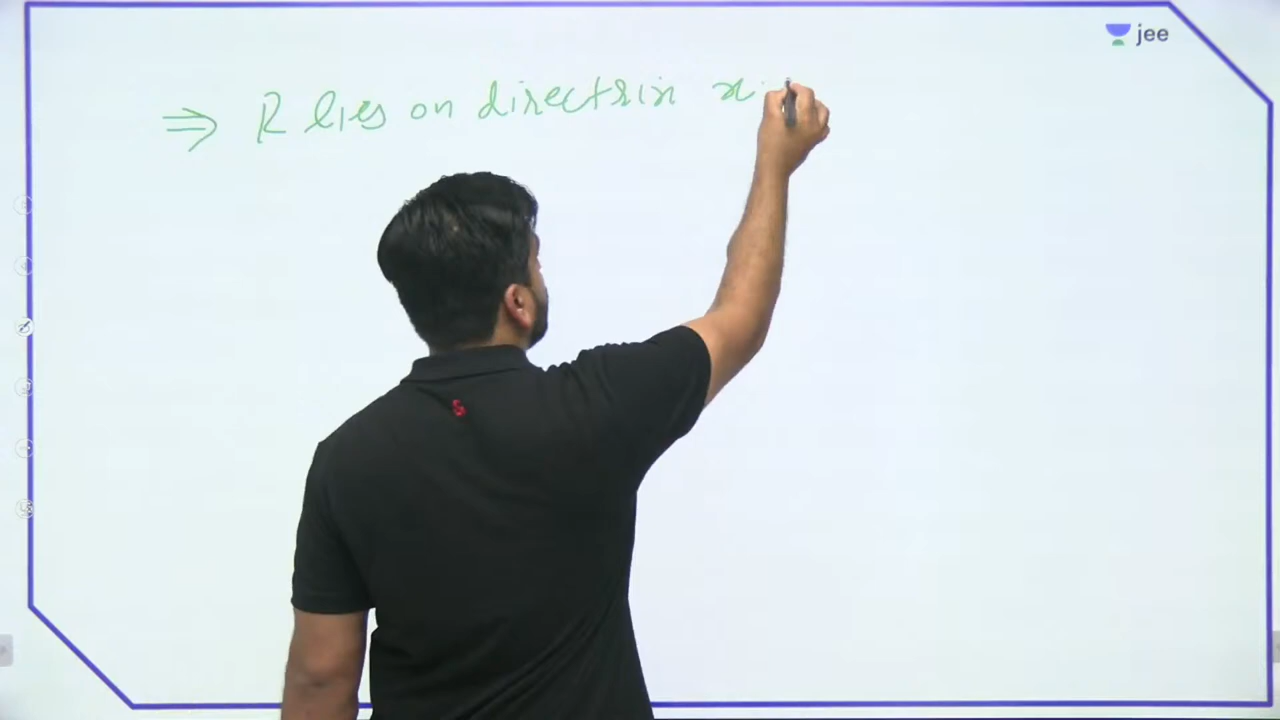 jee
⇒ R lies on directrix x